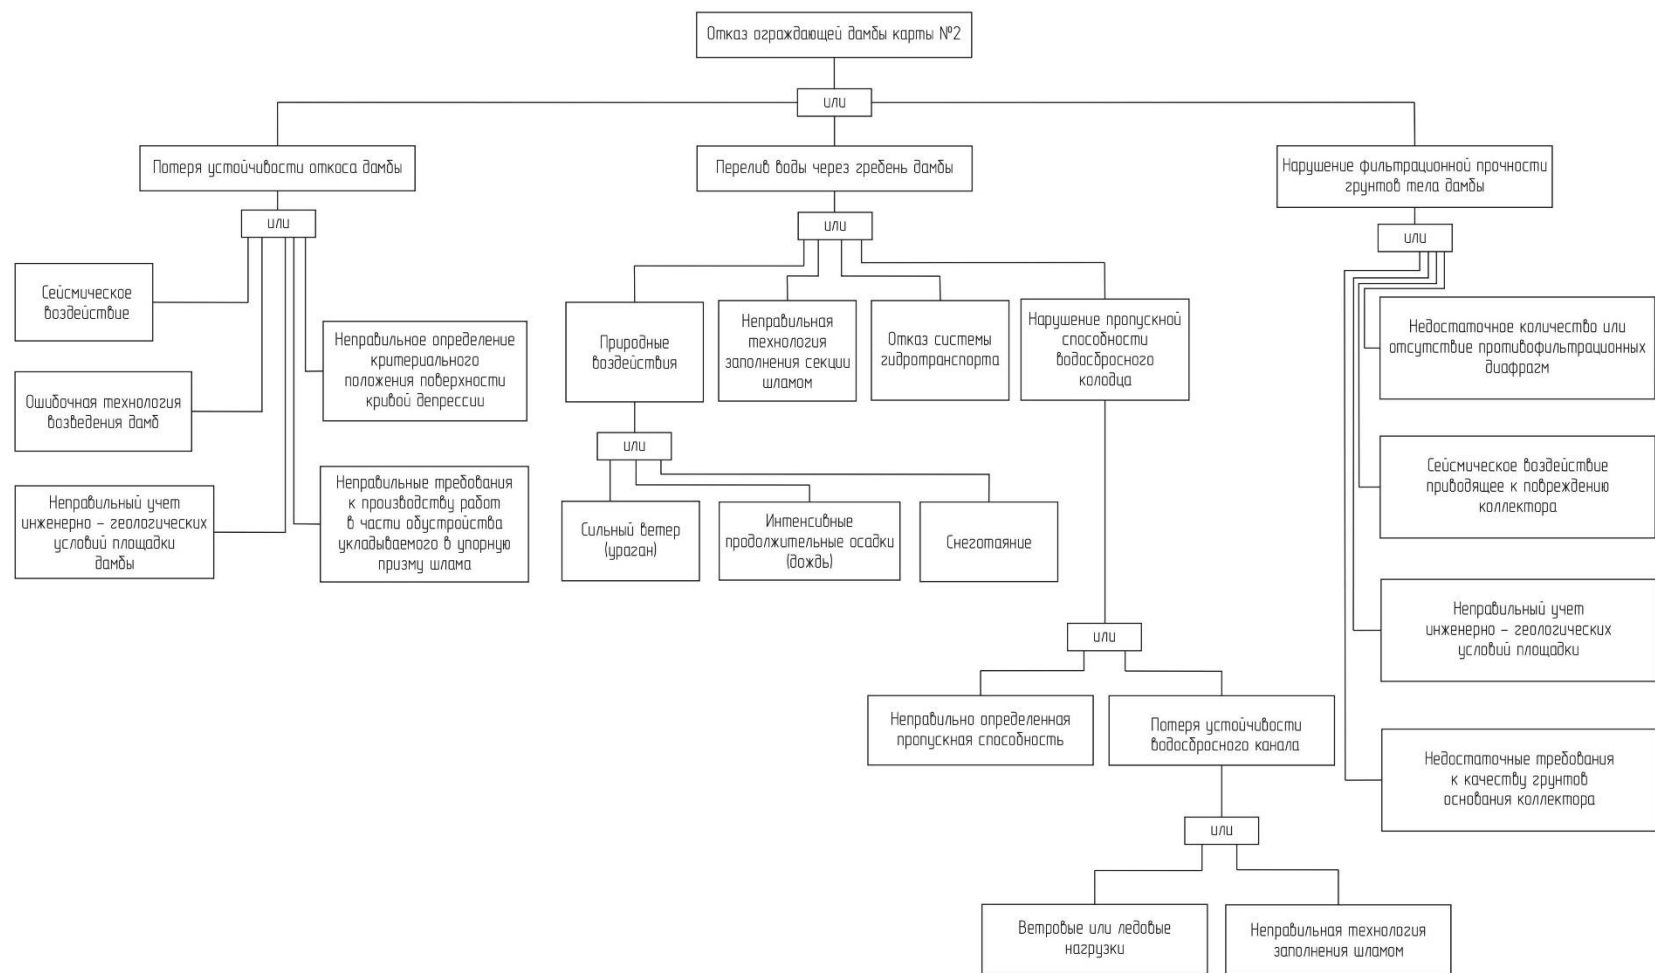 Отказ ограждающей дамбы карты №2
или
Потеря устойчивости откоса дамбы
или
Сейсмическое
воздействие
Ошибочная технология
возведения дамб
Неправильный учет
инженерно – геологических
условий площадки
дамбы
Неправильное определение
критериального
положения поверхности
кривой депрессии
Неправильные требования
к производству работ
в части обустройства
укладываемого в упорную
призму шлама
Перелив воды через гребень дамбы
или
Природные
воздействия
Неправильная
технология
заполнения секции
шламом
Отказ системы
гидротранспорта
Нарушение пропускной
способности
водосбросного
колодца
или
Сильный ветер
(ураган)
Интенсивные
продолжительные осадки
(дождь)
Снеготаяние
или
Неправильно определенная
пропускная способность
Потеря устойчивости
водосбросного канала
или
Ветровые или ледовые
нагрузки
Неправильная технология
заполнения шламом
Нарушение фильтрационной прочности
грунтов тела дамбы
или
Недостаточное количество или
отсутствие противофильтрационных
диафрагм
Сейсмическое воздействие
приводящее к повреждению
коллектора
Неправильный учет
инженерно – геологических
условий площадки
Недостаточные требования
к качеству грунтов
основания коллектора